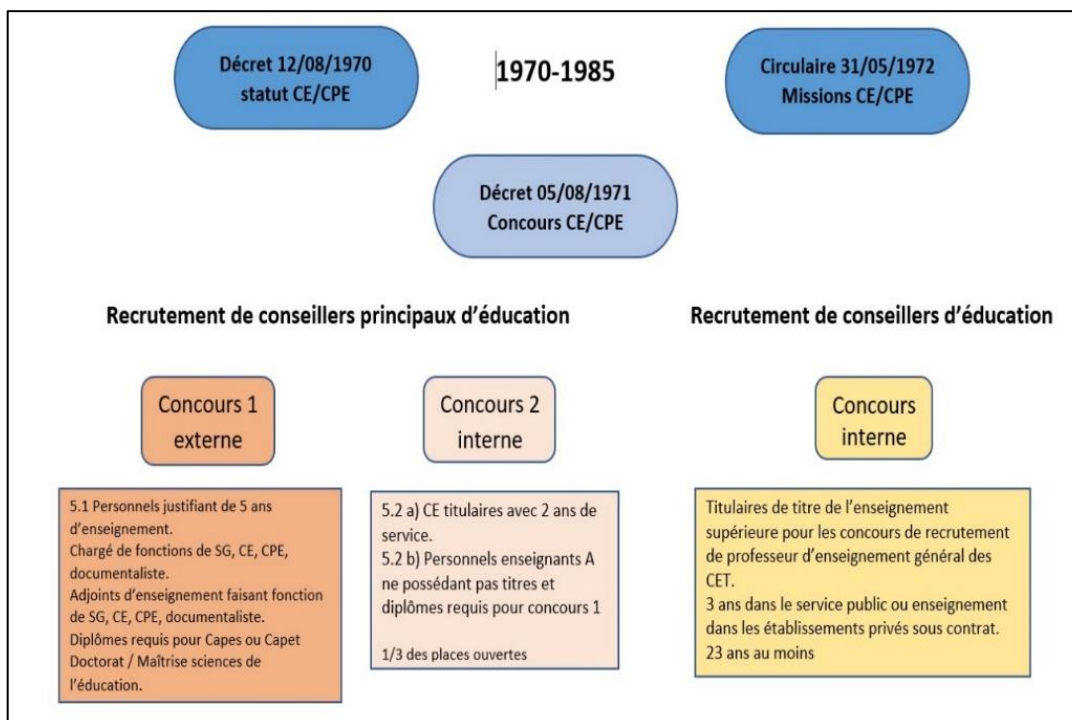 Décret 12/08/1970
statut CE/CPE
1970-1985
Circulaire 31/05/1972
Missions CE/CPE
Décret 05/08/1971
Concours CE/CPE
Recrutement de conseillers principaux d’éducation
Recrutement de conseillers d’éducation
Concours 1
externe
Concours 2
interne
Concours
interne
5.1 Personnels justifiant de 5 ans
d’enseignement.
Chargé de fonctions de SG, CE, CPE,
documentaliste.
Adjoints d’enseignement faisant fonction
de SG, CE, CPE, documentaliste.
Diplômes requis pour Capes ou Capet
Doctorat / Maîtrise sciences de
l’éducation.
5.2 a) CE titulaires avec 2 ans de
service.
5.2 b) Personnels enseignants A
ne possédant pas titres et
diplômes requis pour concours 1
1/3 des places ouvertes
Titulaires de titre de l’enseignement
supérieure pour les concours de recrutement
de professeur d’enseignement général des
CET.
3 ans dans le service public ou enseignement
dans les établissements privés sous contrat.
23 ans au moins